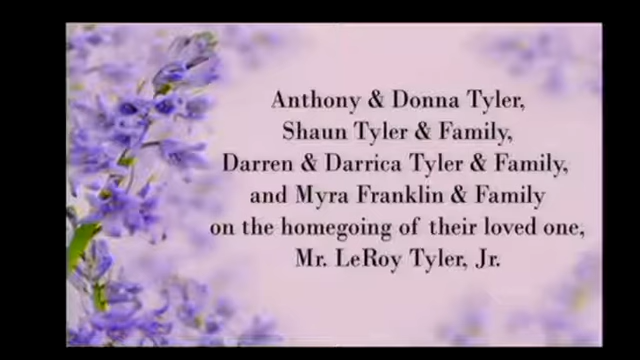 Anthony & Donna Tyler,
Shaun Tyler & Family,
Darren & Darrica Tyler & Family,
and Myra Franklin & Family
on the homegoing of their loved one,
Mr. LeRoy Tyler, Jr.